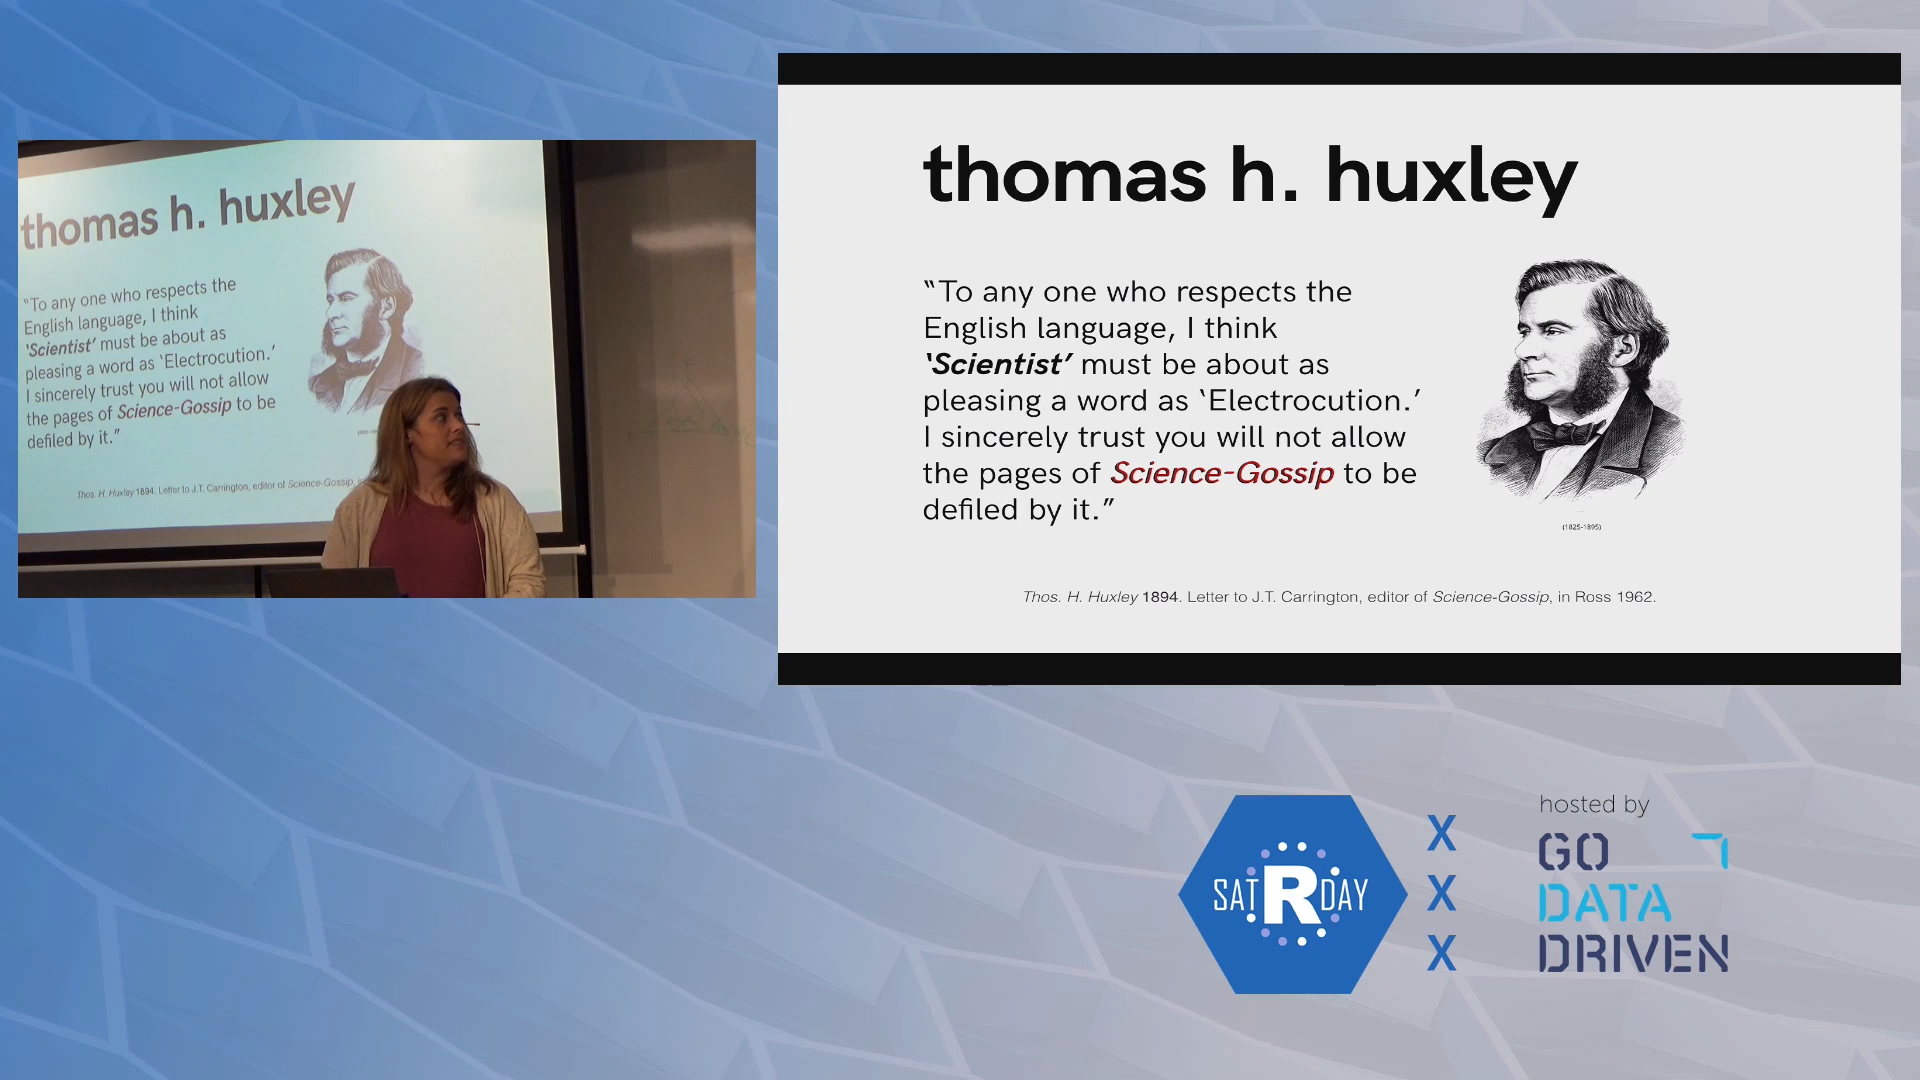 thomas h. huxley
“To any one who respects the
English language, I think
‘Scientist’ must be about as
pleasing a word as ‘Electrocution.’
I sincerely trust you will not allow
the pages of Science-Gossip to be
defiled by it.”
Thos. H. Huxley 1894. Letter to J.T. Carrington, editor of Science-Gossip,
thomas h. huxley
“To any one who respects the
English language, I think
‘Scientist’ must be about as
pleasing a word as ‘Electrocution.’
I sincerely trust you will not allow
the pages of Science-Gossip to be
defiled by it.”
(1825-1895)
Thos. H. Huxley 1894. Letter to J.T. Carrington, editor of Science-Gossip, in Ross 1962.
SATRDAY
X
X
X
hosted by
GO
DATA
DRIVEN